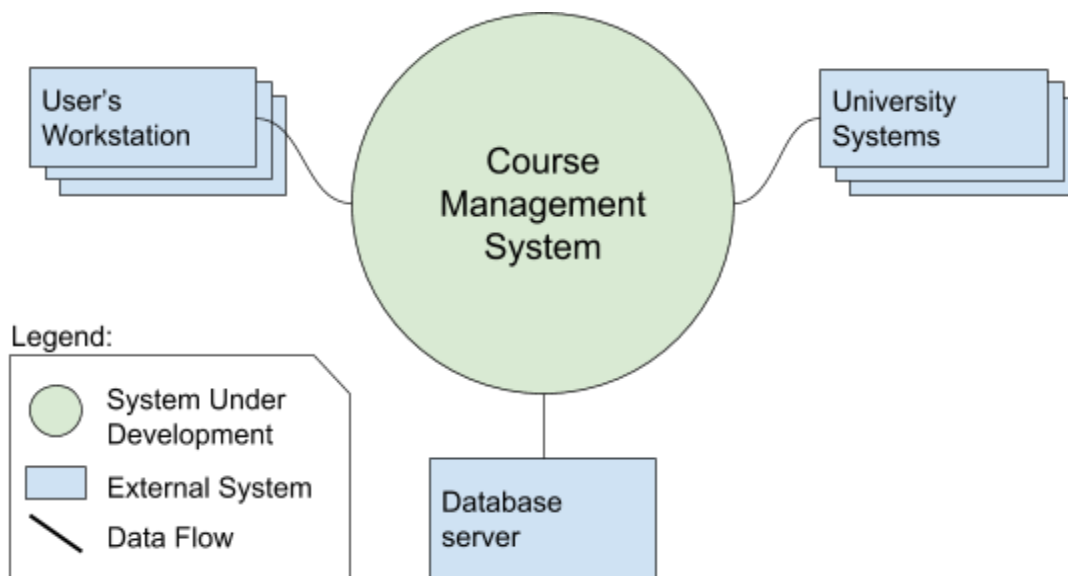 User's
Workstation
Course
Management
System
University
Systems
Legend:
System Under
Development
External System
Data Flow
Database
server